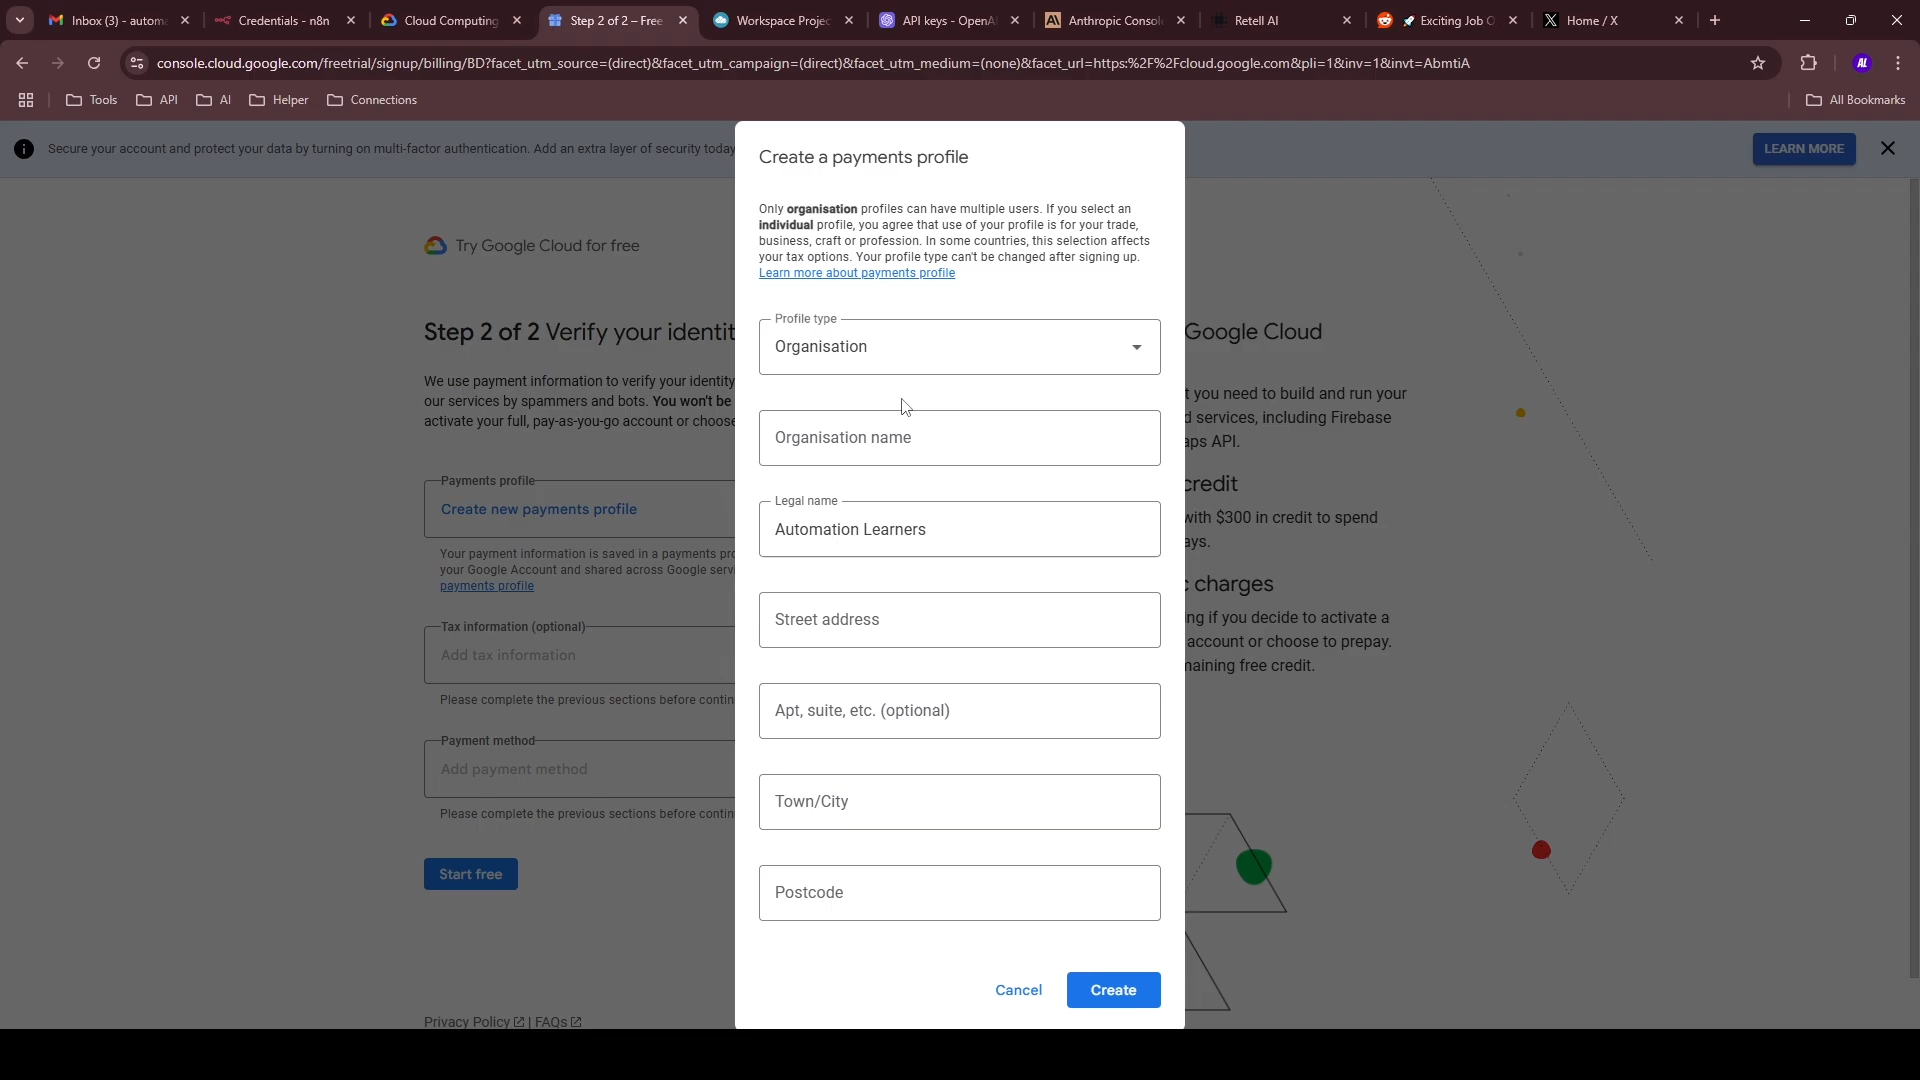 Inbox (3) - autom
Credentials - n8n
Cloud Computing
Step 2 of 2 – Free
Workspace Projec
API keys - OpenA
Anthropic Consol
Retell AI
🚀 Exciting Job O
Home / X
console.cloud.google.com/freetrial/signup/billing/BD?facet_utm_source=(direct)&facet_utm_campaign=(direct)&facet_utm_medium=(none)&facet_url=https:%2F%2Fcloud.google.com&pli=1&inv=1&invt=AbmtiA
AL
Tools
API
AI
Helper
Connections
All Bookmarks
Secure your account and protect your data by turning on multi-factor authentication. Add an extra layer of security today
LEARN MORE
Try Google Cloud for free
Step 2 of 2 Verify your identit
We use payment information to verify your identity
our services by spammers and bots. You won't be
activate your full, pay-as-you-go account or choose
Payments profile
Create new payments profile
Your payment information is saved in a payments pro
your Google Account and shared across Google serv
payments profile
Tax information (optional)
Add tax information
Please complete the previous sections before contin
Payment method
Add payment method
Please complete the previous sections before contin
Start free
Privacy Policy | FAQs
Create a payments profile
Only organisation profiles can have multiple users. If you select an
individual profile, you agree that use of your profile is for your trade,
business, craft or profession. In some countries, this selection affects
your tax options. Your profile type can't be changed after signing up.
Learn more about payments profile
Profile type
Organisation
Organisation name
Legal name
Automation Learners
Street address
Apt, suite, etc. (optional)
Town/City
Postcode
Cancel
Create
Google Cloud
t you need to build and run your
d services, including Firebase
aps API.
credit
with $300 in credit to spend
ays.
c charges
ing if you decide to activate a
account or choose to prepay.
maining free credit.